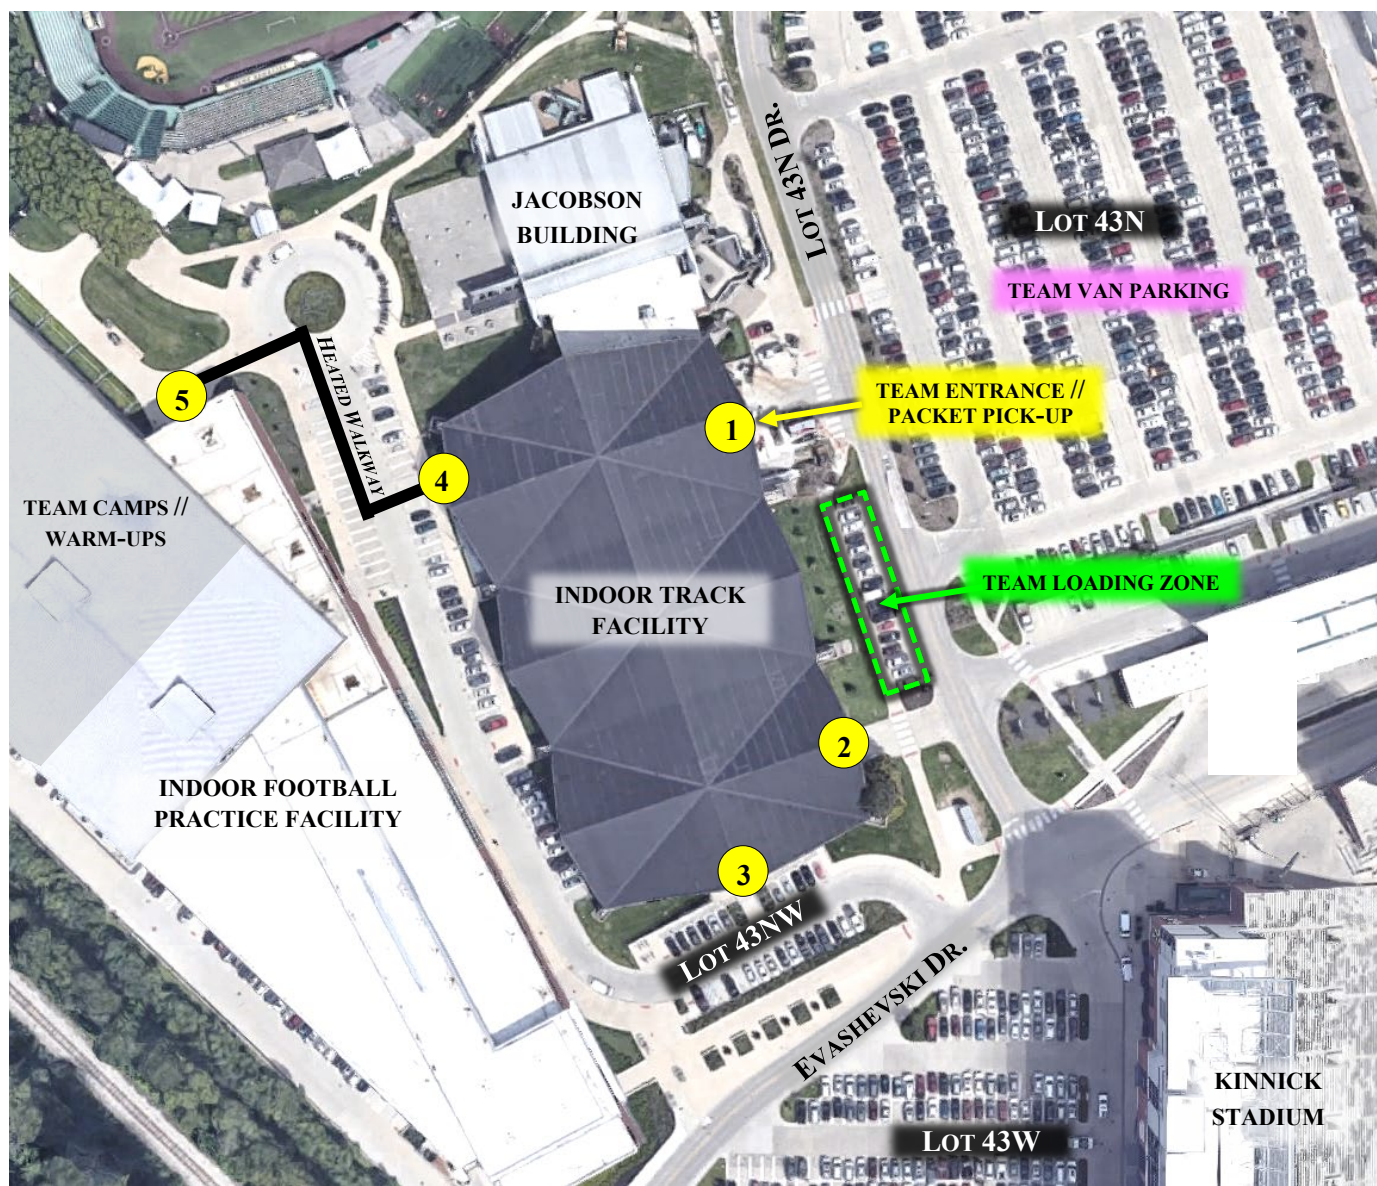 LOT 43N DR.
JACOBSON
BUILDING
LOT 43N
TEAM VAN PARKING
HEATED WALKWAY
5
TEAM ENTRANCE //
PACKET PICK-UP
1
4
TEAM CAMPS //
WARM-UPS
INDOOR TRACK
FACILITY
TEAM LOADING ZONE
2
INDOOR FOOTBALL
PRACTICE FACILITY
3
LOT 43NW
EVASHEVSKI DR.
KINNICK
STADIUM
LOT 43W